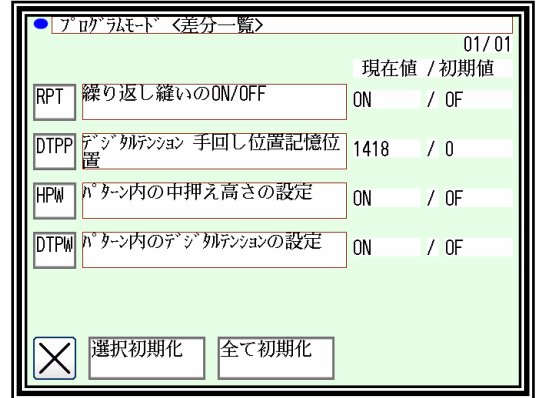 ﾌﾟﾛｸﾞﾗﾑﾓｰﾄﾞ <差分一覧>
01/01
現在値 /初期値
RPT 繰り返し縫いのON/OFF ON / OF
DTPP ﾃﾞｼﾞﾀﾙﾃﾝｼｮﾝ 手回し位置記憶位
置 1418 / 0
HPW ﾊﾟﾀｰﾝ内の中押え高さの設定 ON / OF
DTPW ﾊﾟﾀｰﾝ内のﾃﾞｼﾞﾀﾙﾃﾝｼｮﾝの設定 ON / OF
選択初期化 全て初期化